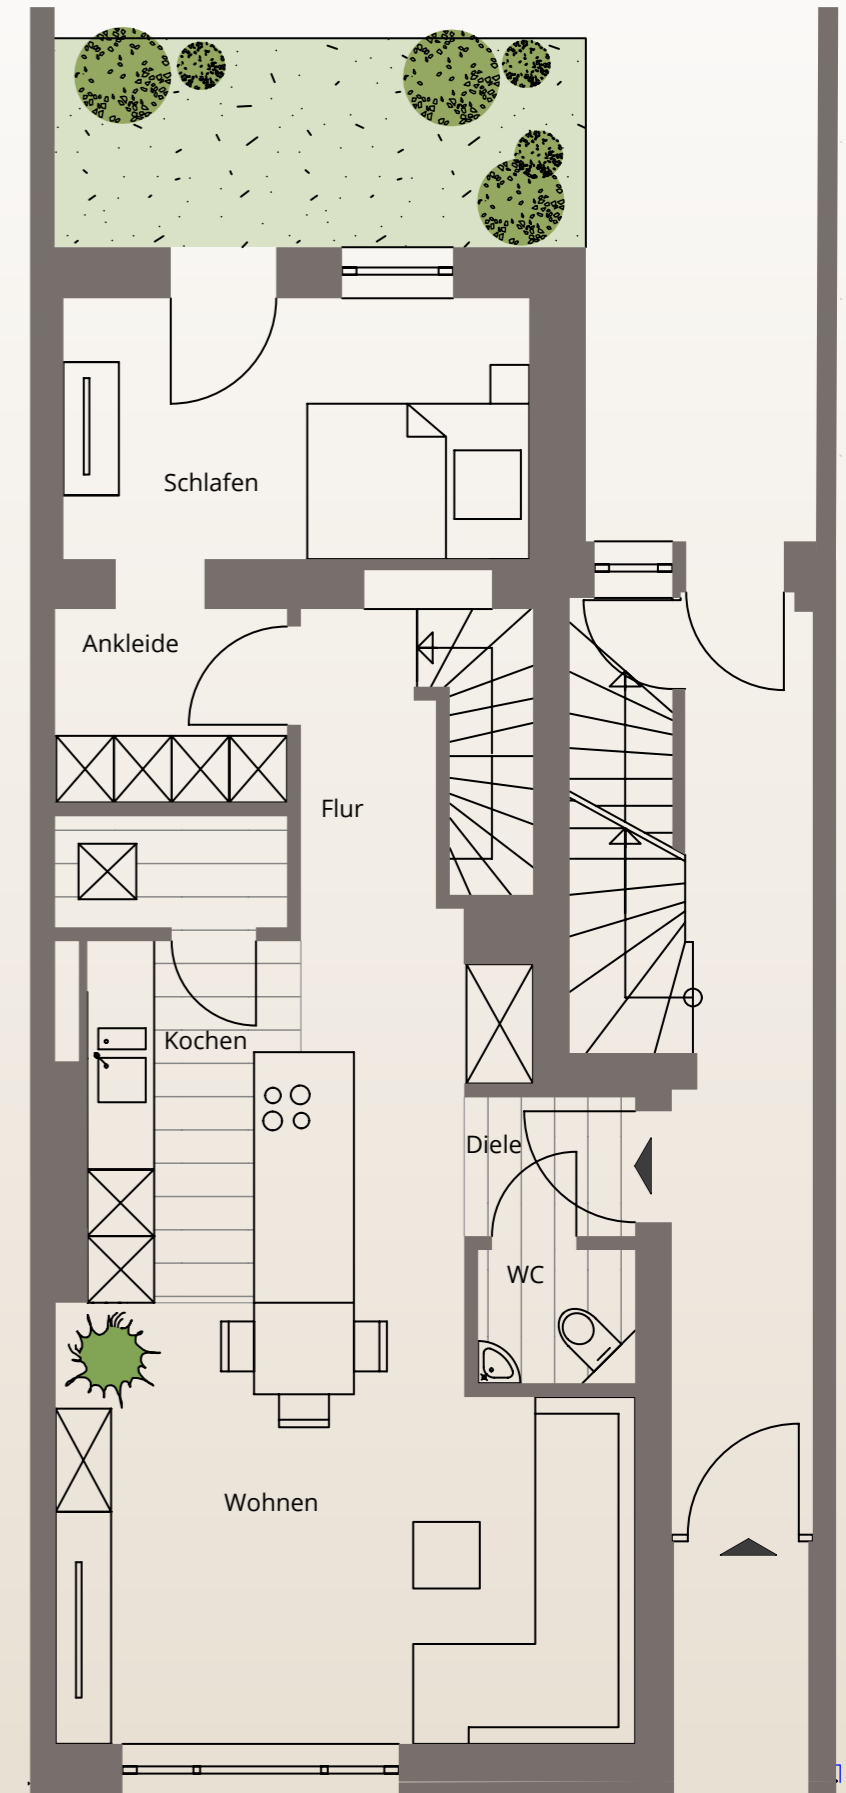 Schlafen
Ankleide
Flur
Kochen
Diele
WC
Wohnen